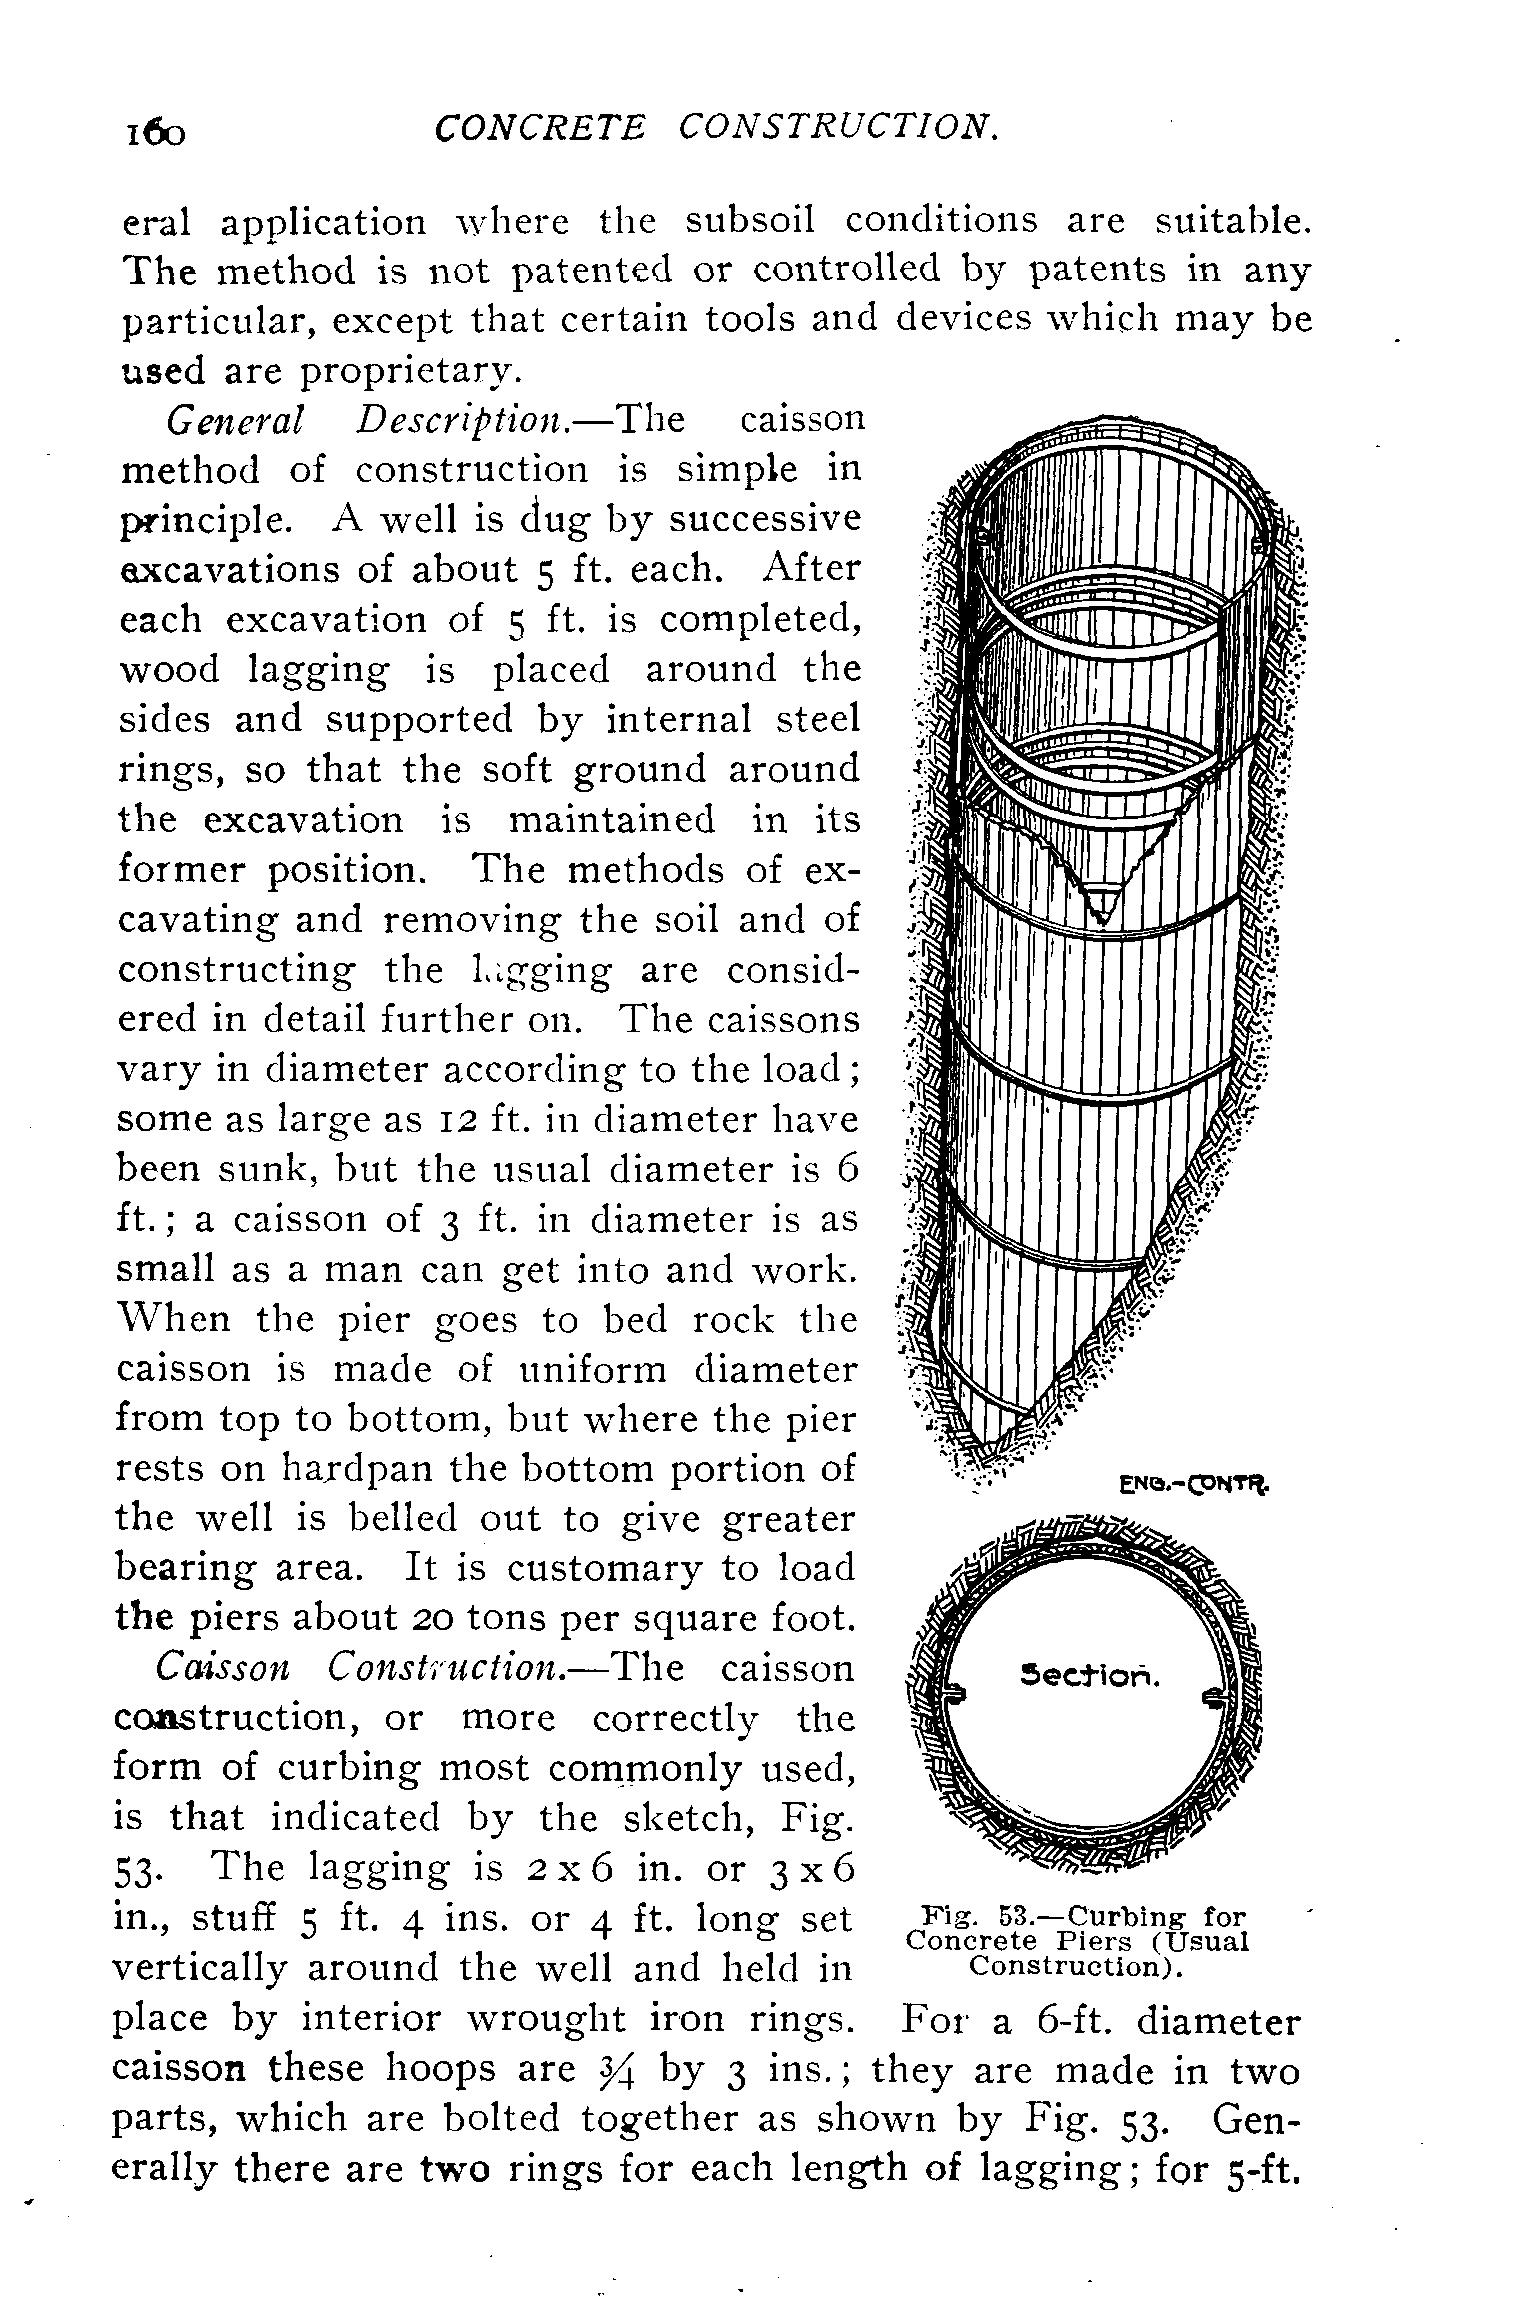 160 CONCRETE CONSTRUCTION.
eral application where the subsoil conditions are suitable.
The method is not patented or controlled by patents in any
particular, except that certain tools and devices which may be
used are proprietary.
General Description.—The caisson
method of construction is simple in
principle. A well is dug by successive
excavations of about 5 ft. each. After
each excavation of 5 ft. is completed,
wood lagging is placed around the
sides and supported by internal steel
rings, so that the soft ground around
the excavation is maintained in its
former position. The methods of ex-
cavating and removing the soil and of
constructing the lagging are consid-
ered in detail further on. The caissons
vary in diameter according to the load;
some as large as 12 ft. in diameter have
been sunk, but the usual diameter is 6
ft.; a caisson of 3 ft. in diameter is as
small as a man can get into and work.
When the pier goes to bed rock the
caisson is made of uniform diameter
from top to bottom, but where the pier
rests on hardpan the bottom portion of
the well is belled out to give greater
bearing area. It is customary to load
the piers about 20 tons per square foot.
Caisson Construction.—The caisson
construction, or more correctly the
form of curbing most commonly used,
is that indicated by the sketch, Fig.
53. The lagging is 2 x 6 in. or 3 x 6
in., stuff 5 ft. 4 ins. or 4 ft. long set
vertically around the well and held in
place by interior wrought iron rings. For a 6-ft. diameter
caisson these hoops are ¾ by 3 ins.; they are made in two
parts, which are bolted together as shown by Fig. 53. Gen-
erally there are two rings for each length of lagging; for 5-ft.
ENG.-CONTR.
Section.
Fig. 53.—Curbing for
Concrete Piers (Usual
Construction).